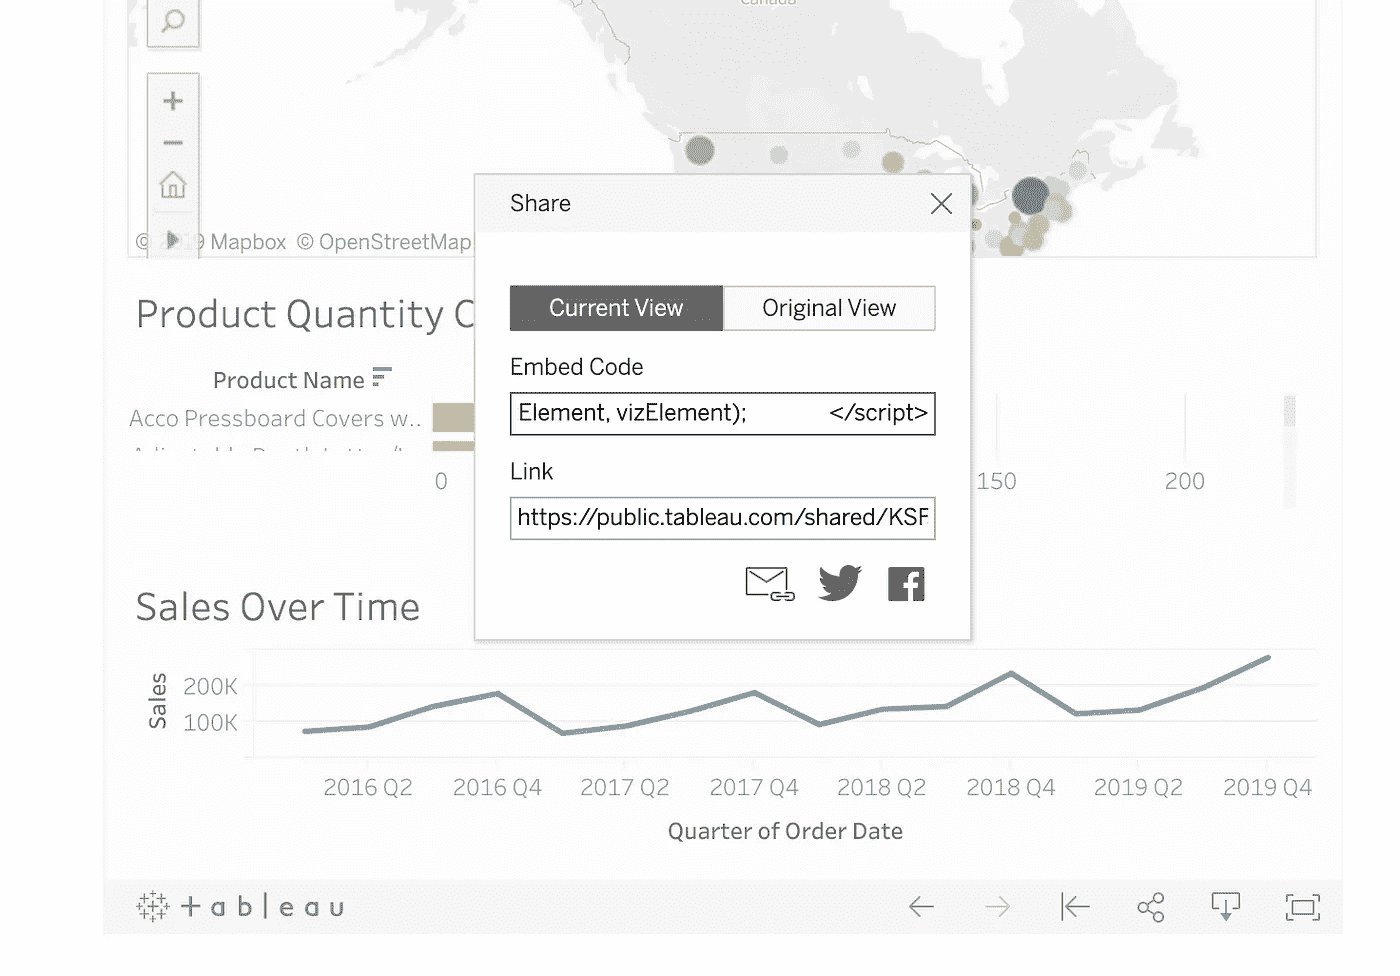 Canada
© 2019 Mapbox © OpenStreetMap
Share
Current View
Original View
Embed Code
Element, vizElement); </script>
Link
https://public.tableau.com/shared/KSF
Product Quantity C
Product Name
Acco Pressboard Covers w..
0
150
200
Sales Over Time
Sales
200K
100K
2016 Q2
2016 Q4
2017 Q2
2017 Q4
2018 Q2
2018 Q4
2019 Q2
2019 Q4
Quarter of Order Date
+ableau